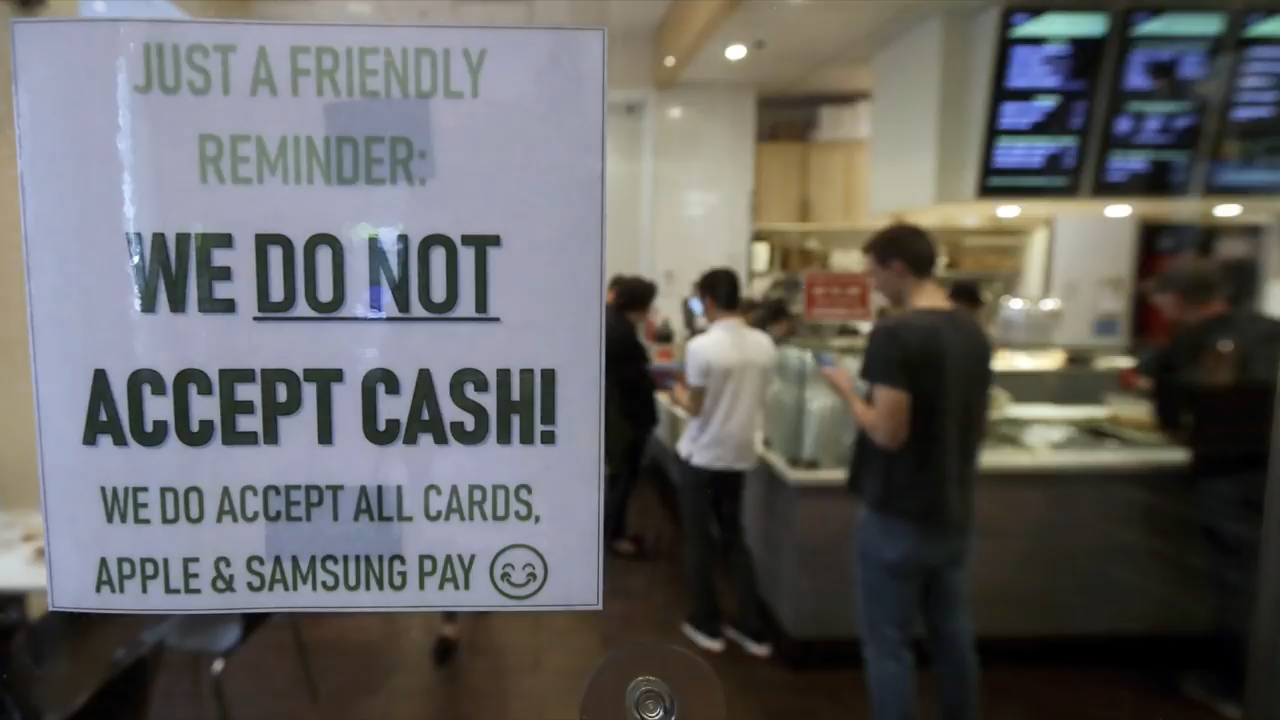 JUST A FRIENDLY
REMINDER:
WE DO NOT
ACCEPT CASH!
WE DO ACCEPT ALL CARDS,
APPLE & SAMSUNG PAY